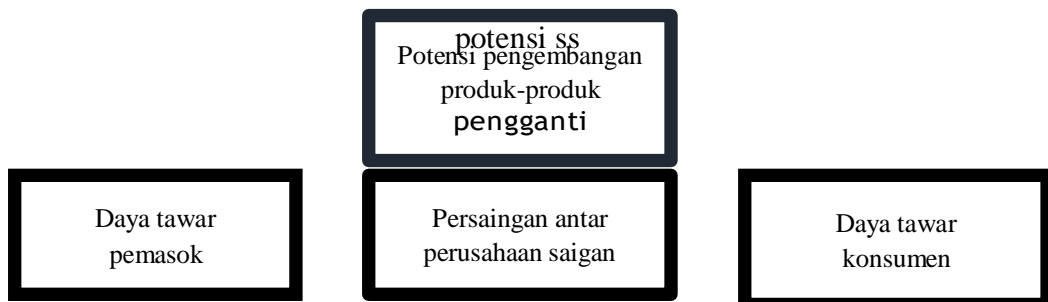 potensi ss
Potensi pengembangan
produk-produk
pengganti
Daya tawar
pemasok
Persaingan antar
perusahaan saigan
Daya tawar
konsumen